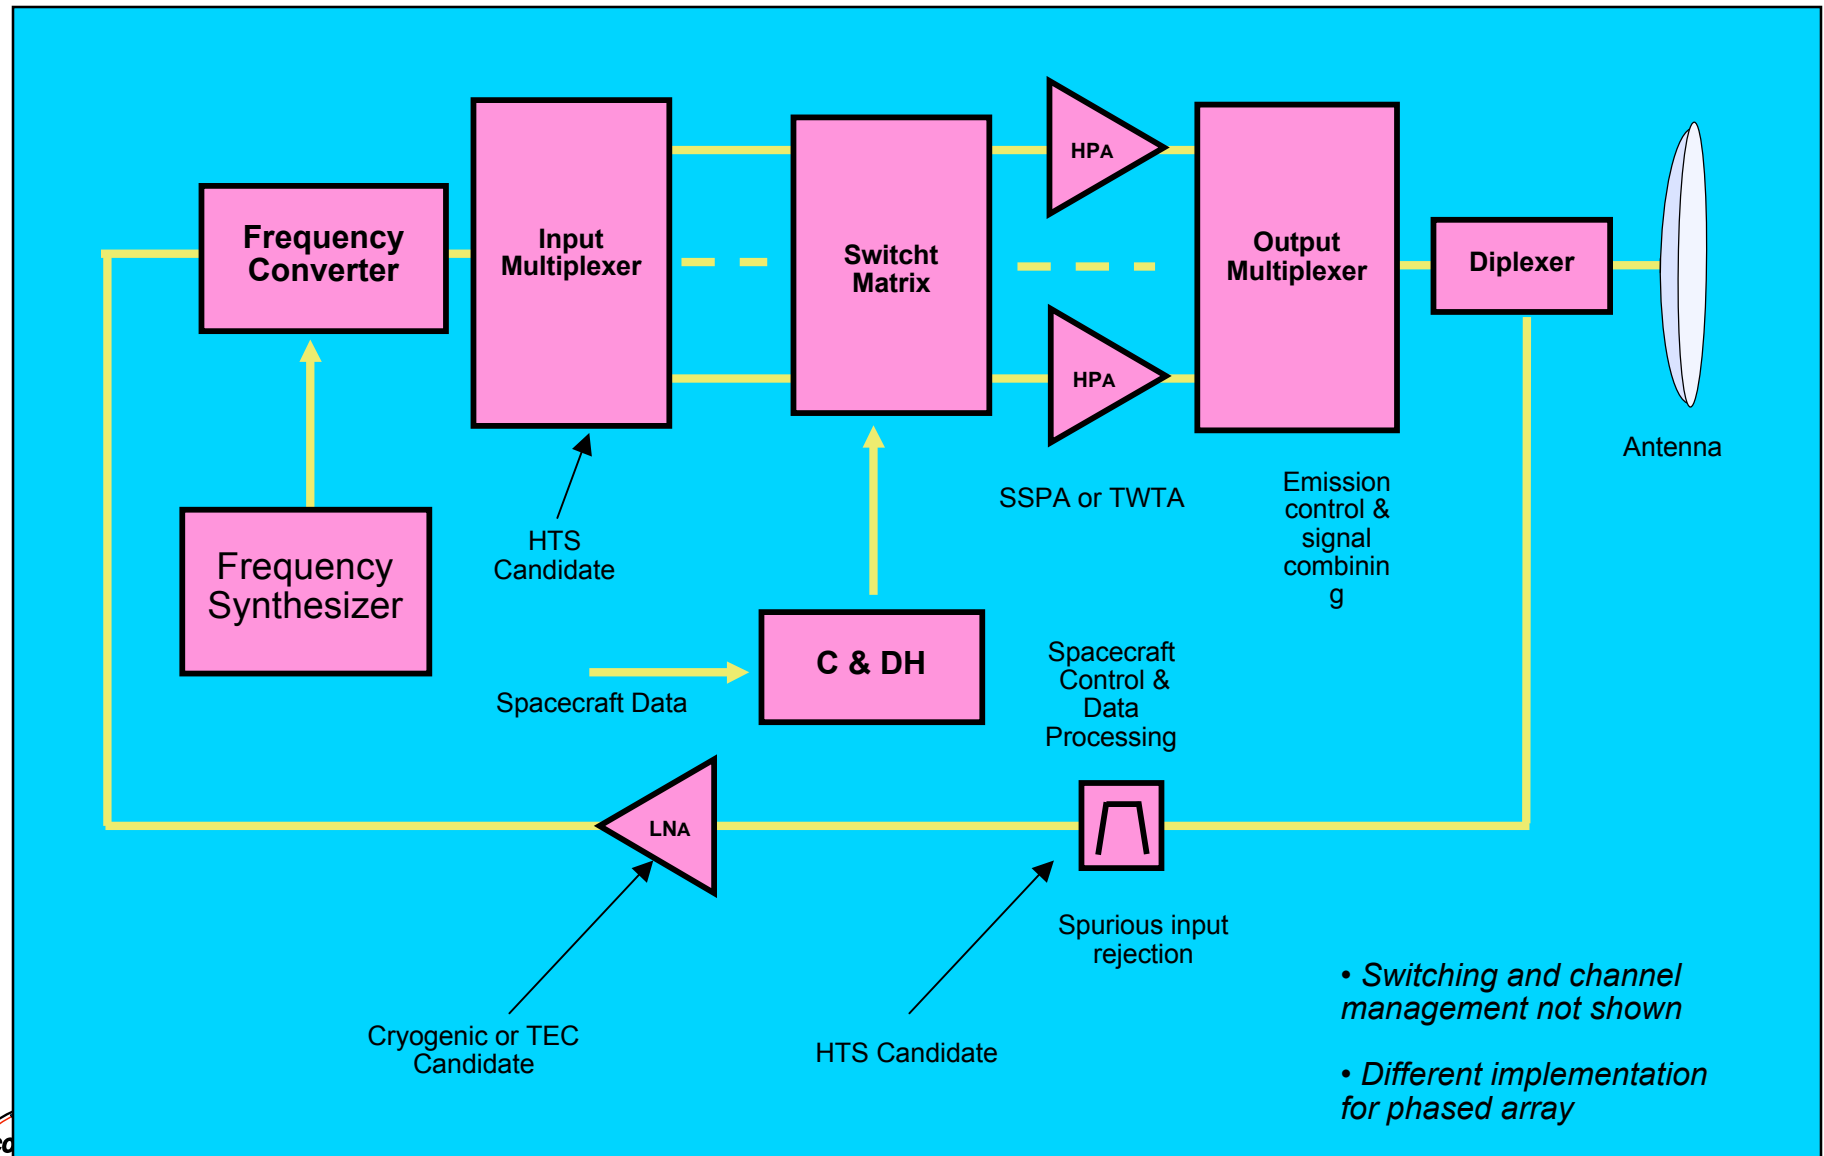 Frequency
Converter
Input
Multiplexer
Switcht
Matrix
HPA
HPA
Output
Multiplexer
Diplexer
Antenna
SSPA or TWTA
Emission
control &
signal
combinin
g
HTS
Candidate
Frequency
Synthesizer
C & DH
Spacecraft Data
Spacecraft
Control &
Data
Processing
LNA
Spurious input
rejection
Cryogenic or TEC
Candidate
HTS Candidate
• Switching and channel
management not shown
• Different implementation
for phased array